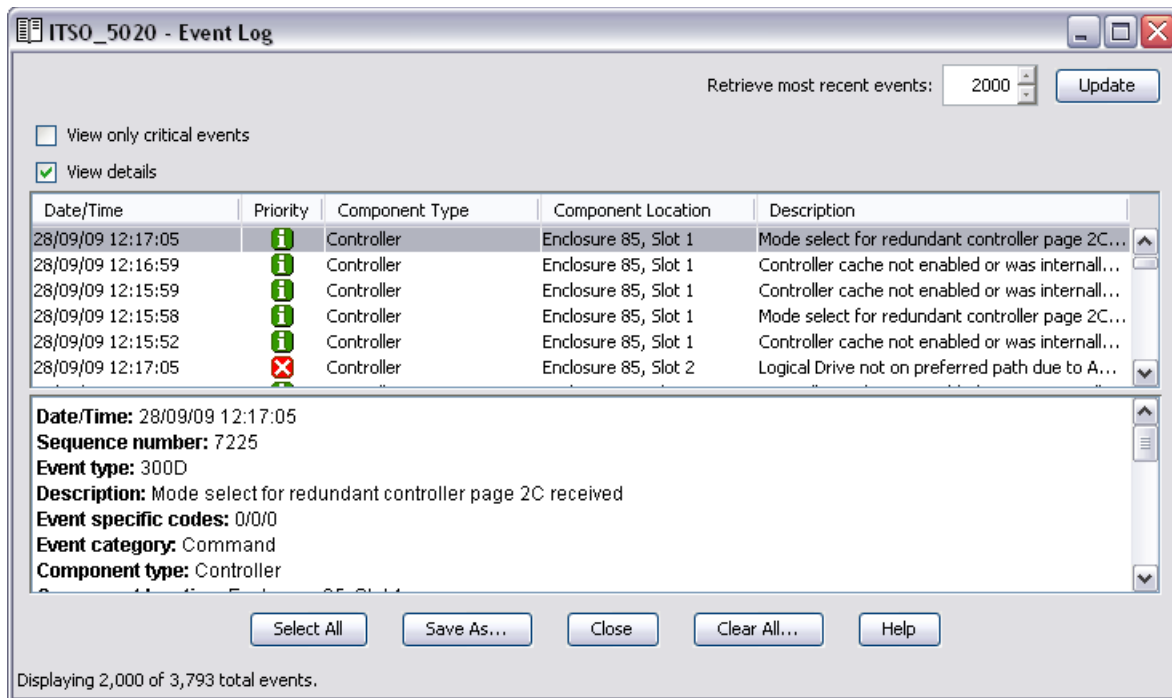 ITSO_5020 - Event Log
Retrieve most recent events: 2000 Update
View only critical events
View details
Date/Time Priority Component Type Component Location Description
28/09/09 12:17:05 Controller Enclosure 85, Slot 1 Mode select for redundant controller page 2C...
28/09/09 12:16:59 Controller Enclosure 85, Slot 1 Controller cache not enabled or was internall...
28/09/09 12:15:59 Controller Enclosure 85, Slot 1 Controller cache not enabled or was internall...
28/09/09 12:15:58 Controller Enclosure 85, Slot 1 Mode select for redundant controller page 2C...
28/09/09 12:15:52 Controller Enclosure 85, Slot 1 Controller cache not enabled or was internall...
28/09/09 12:17:05 Controller Enclosure 85, Slot 2 Logical Drive not on preferred path due to A...
Date/Time: 28/09/09 12:17:05
Sequence number: 7225
Event type: 300D
Description: Mode select for redundant controller page 2C received
Event specific codes: 0/0/0
Event category: Command
Component type: Controller
Select All Save As... Close Clear All... Help
Displaying 2,000 of 3,793 total events.